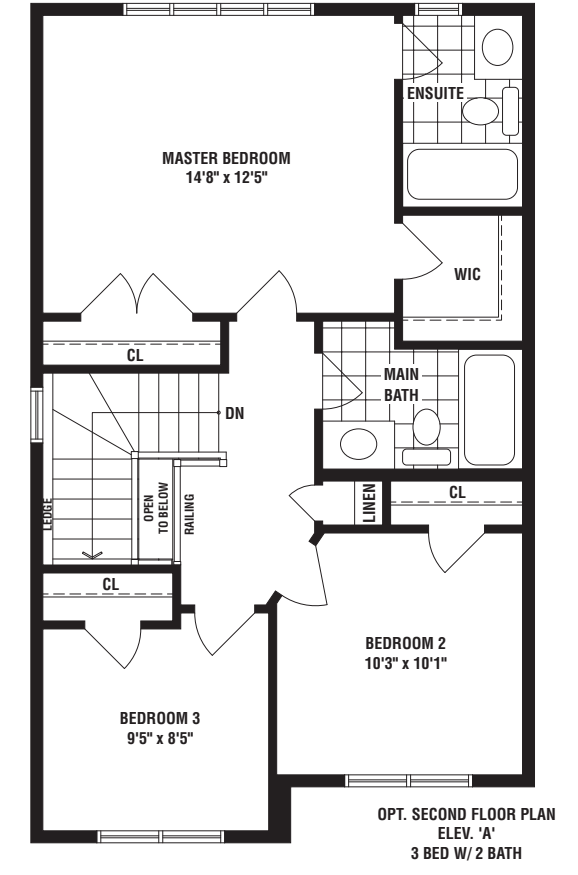 ENSUITE
MASTER BEDROOM
14'8" x 12'5"
WIC
CL
MAIN
BATH
DN
OPEN
TO BELOW
RAILING
LEDGE
LINEN
CL
CL
BEDROOM 2
10'3" x 10'1"
BEDROOM 3
9'5" x 8'5"
OPT. SECOND FLOOR PLAN
ELEV. 'A'
3 BED W/ 2 BATH